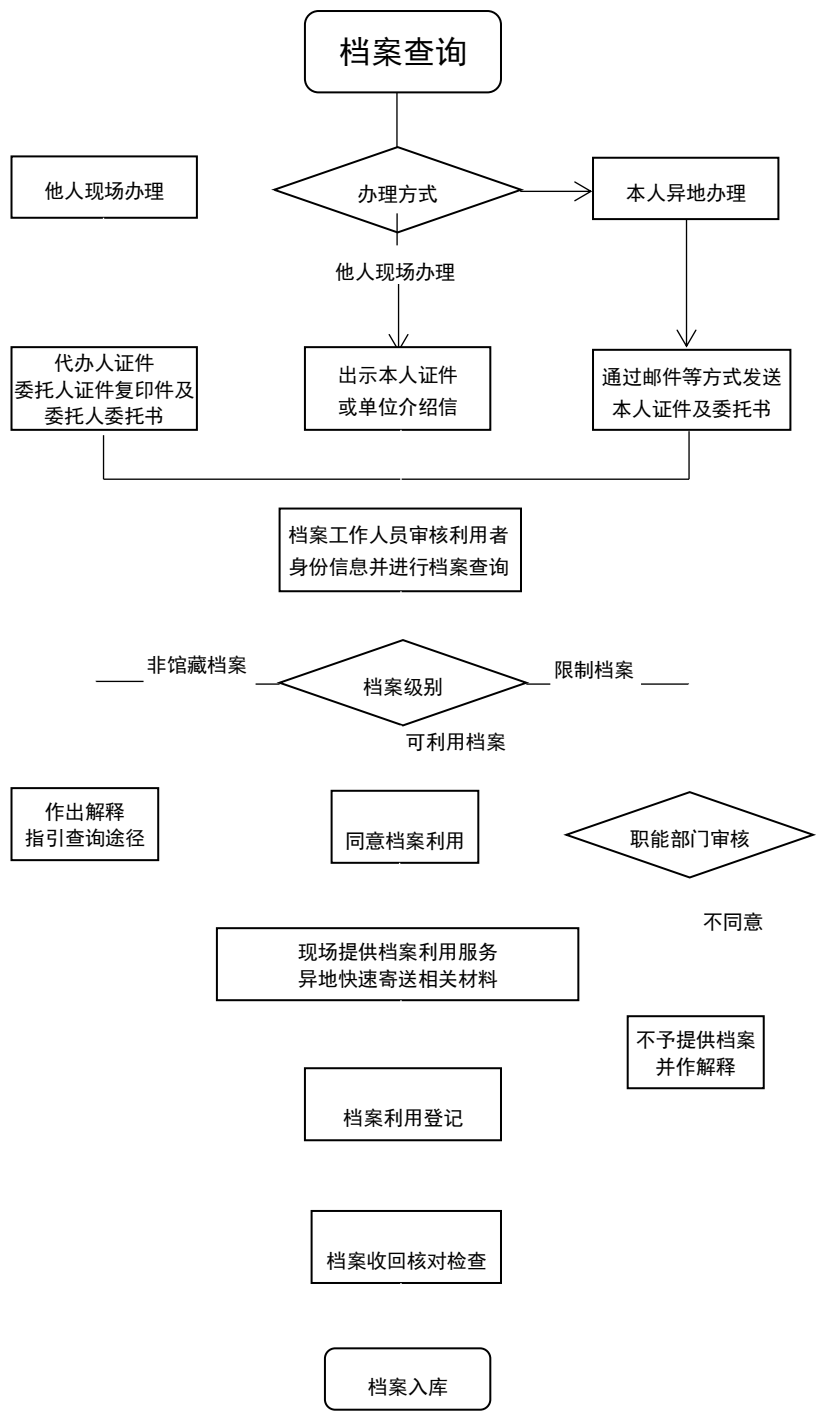 档案查询
他人现场办理
办理方式
本人异地办理
他人现场办理
代办人证件
委托人证件复印件及
委托人委托书
出示本人证件
或单位介绍信
通过邮件等方式发送
本人证件及委托书
档案工作人员审核利用者
身份信息并进行档案查询
非馆藏档案
档案级别
限制档案
可利用档案
作出解释
指引查询途径
同意档案利用
职能部门审核
不同意
现场提供档案利用服务
异地快速寄送相关材料
不予提供档案
并作解释
档案利用登记
档案收回核对检查
档案入库